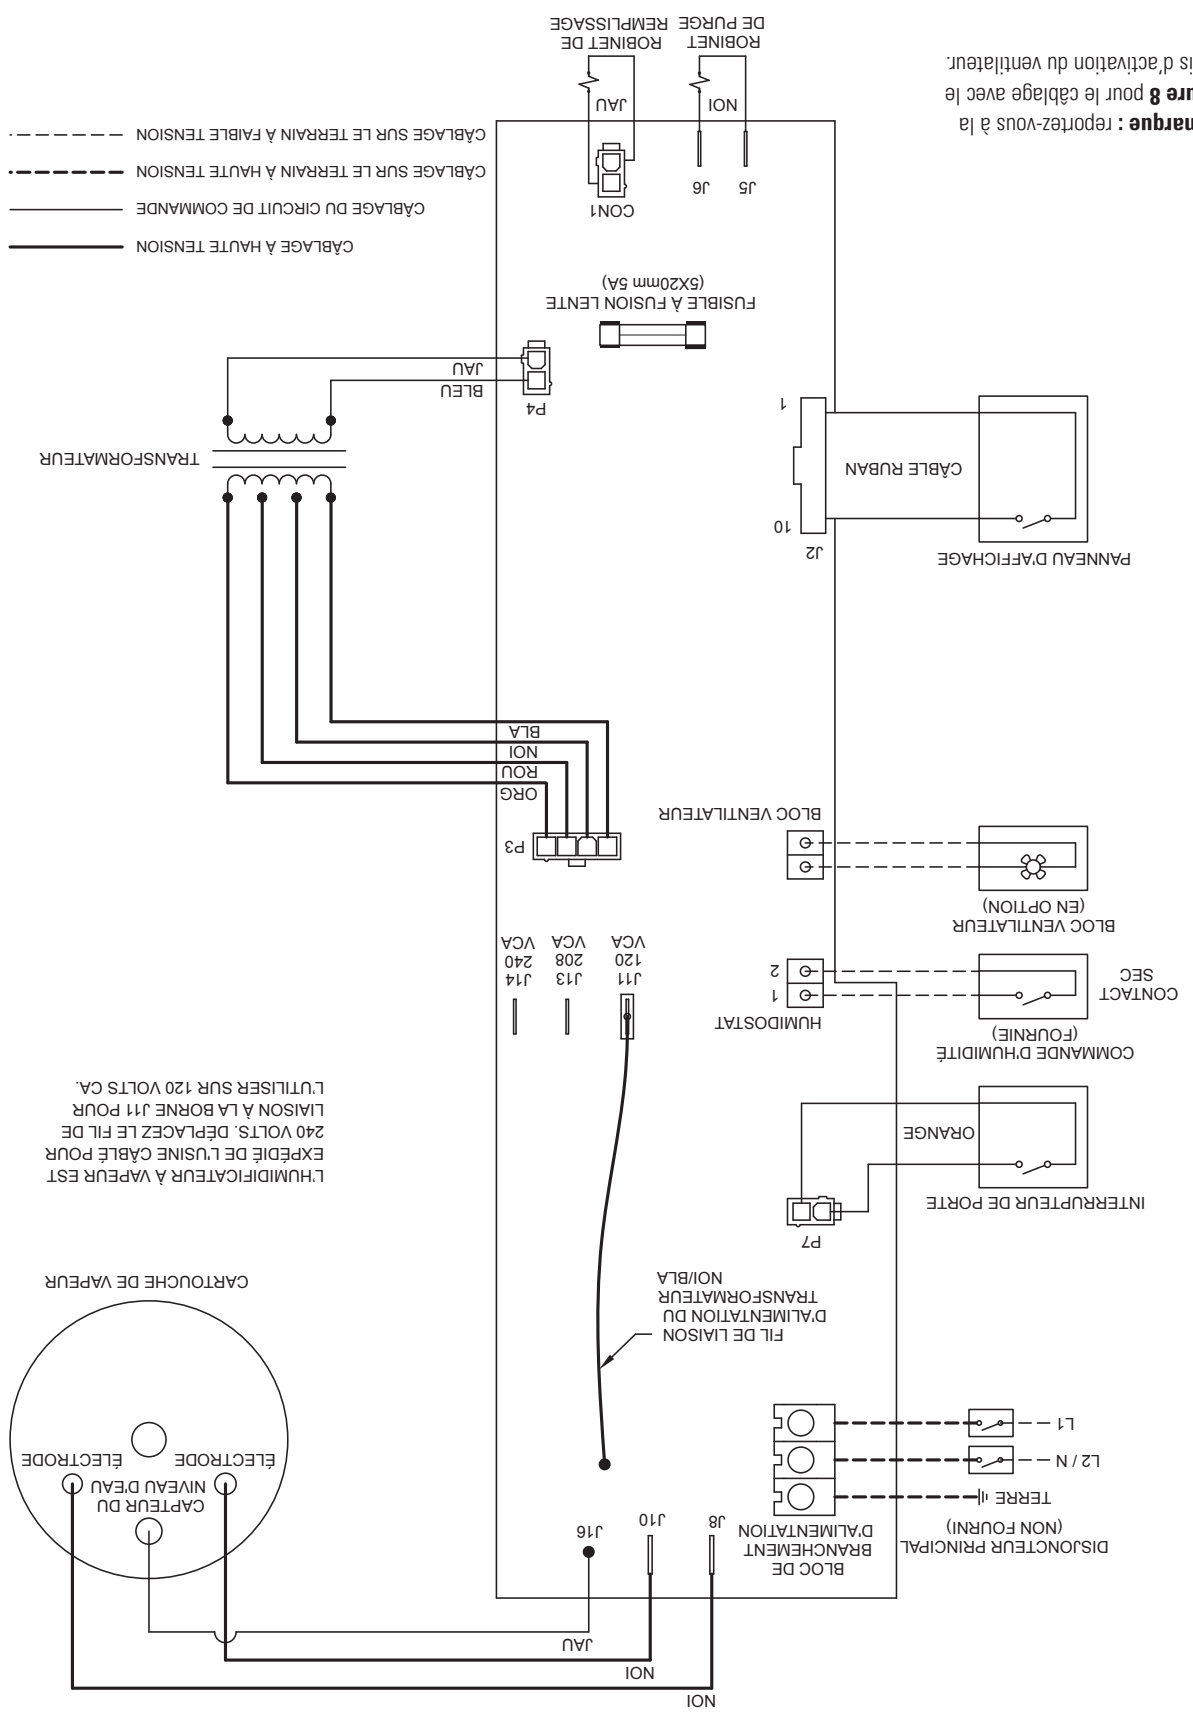 NOI
NOI
JAU
DISJONCTEUR PRINCIPAL
(NON FOURNI)
TERRE
L2 / N
L1
BLOC DE
BRANCHEMENT
D'ALIMENTATION
J8
J10
J16
CAPTEUR DU
NIVEAU D'EAU
ÉLECTRODE
ÉLECTRODE
CARTOUCHE DE VAPEUR
FIL DE LIAISON
D'ALIMENTATION DU
TRANSFORMATEUR
NOI/BLA
P7
INTERRUPTEUR DE PORTE
ORANGE
L'HUMIDIFICATEUR À VAPEUR EST
EXPÉDIÉ DE L'USINE CÂBLÉ POUR
240 VOLTS. DÉPLACEZ LE FIL DE
LIAISON À LA BORNE J11 POUR
L'UTILISER SUR 120 VOLTS CA.
COMMANDE D'HUMIDITÉ
(FOURNIE)
CONTACT
SEC
HUMIDOSTAT
1
2
J11
120
VCA
J13
208
VCA
J14
240
VCA
BLOC VENTILATEUR
(EN OPTION)
BLOC VENTILATEUR
P3
ORG
ROU
NOI
BLA
PANNEAU D'AFFICHAGE
CÂBLE RUBAN
J2
10
1
TRANSFORMATEUR
P4
BLEU
JAU
FUSIBLE À FUSION LENTE
(5X20mm 5A)
CÂBLAGE À HAUTE TENSION
CÂBLAGE DU CIRCUIT DE COMMANDE
CÂBLAGE SUR LE TERRAIN À HAUTE TENSION
CÂBLAGE SUR LE TERRAIN À FAIBLE TENSION
J5
J6
CON1
NOI
JAU
ROBINET
DE PURGE
ROBINET DE
REMPLISSAGE
marque : reportez-vous à la
ure 8 pour le câblage avec le
is d'activation du ventilateur.